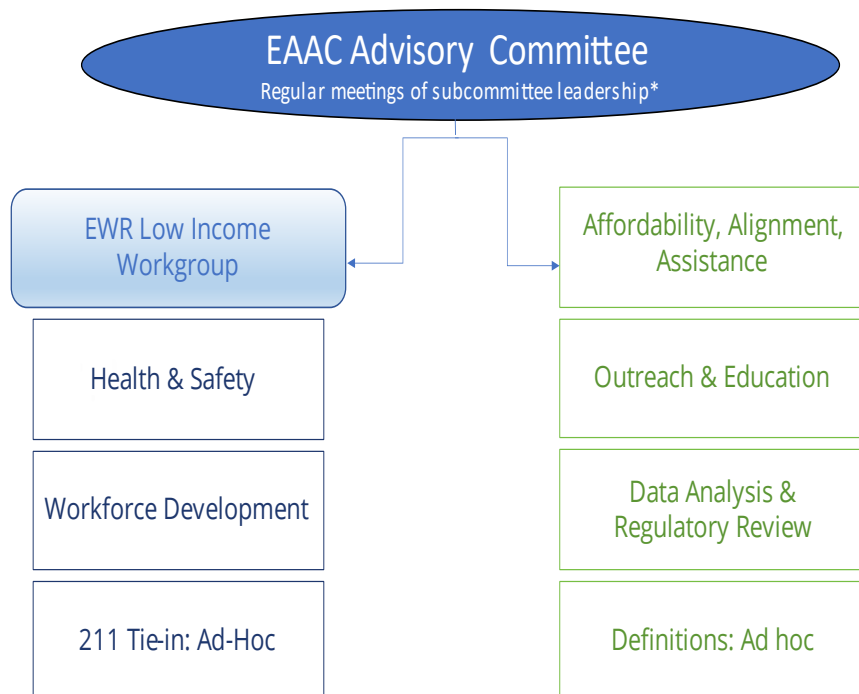 EAAC Advisory Committee
Regular meetings of subcommittee leadership*
EWR Low Income
Workgroup
Health & Safety
Workforce Development
211 Tie-in: Ad-Hoc
Affordability, Alignment,
Assistance
Outreach & Education
Data Analysis &
Regulatory Review
Definitions: Ad hoc